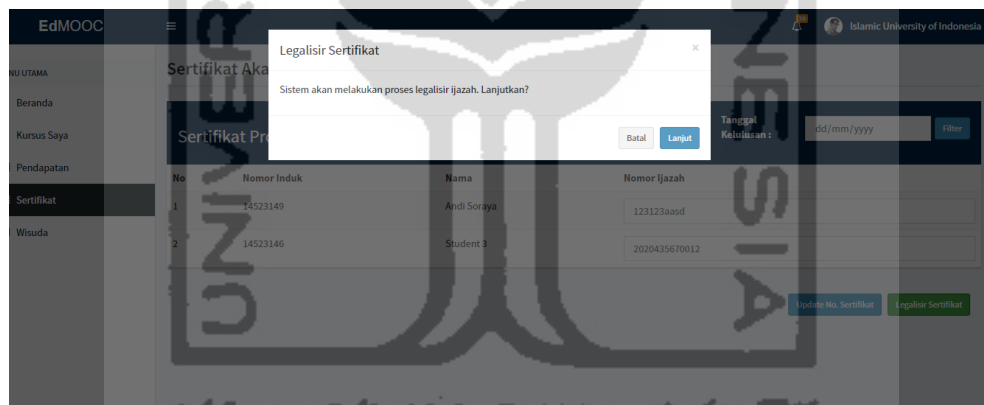 EdMOOC
Islamic University of Indonesia
Legalisir Sertifikat ×
Sistem akan melakukan proses legalisir ijazah. Lanjutkan?
Batal Lanjut
NU UTAMA
Beranda
Kursus Saya
Pendapatan
Sertifikat
Wisuda
Sertifikat Aka
Sertifikat Pr
Tanggal
Kelulusan :
dd/mm/yyyy Filter
No Nomor Induk Nama Nomor Ijazah
1 14523149 Andi Soraya 123123aasd
2 14523146 Student 3 2020435670012
Update No. Sertifikat Legalisir Sertifikat
UNIVER
NESIA